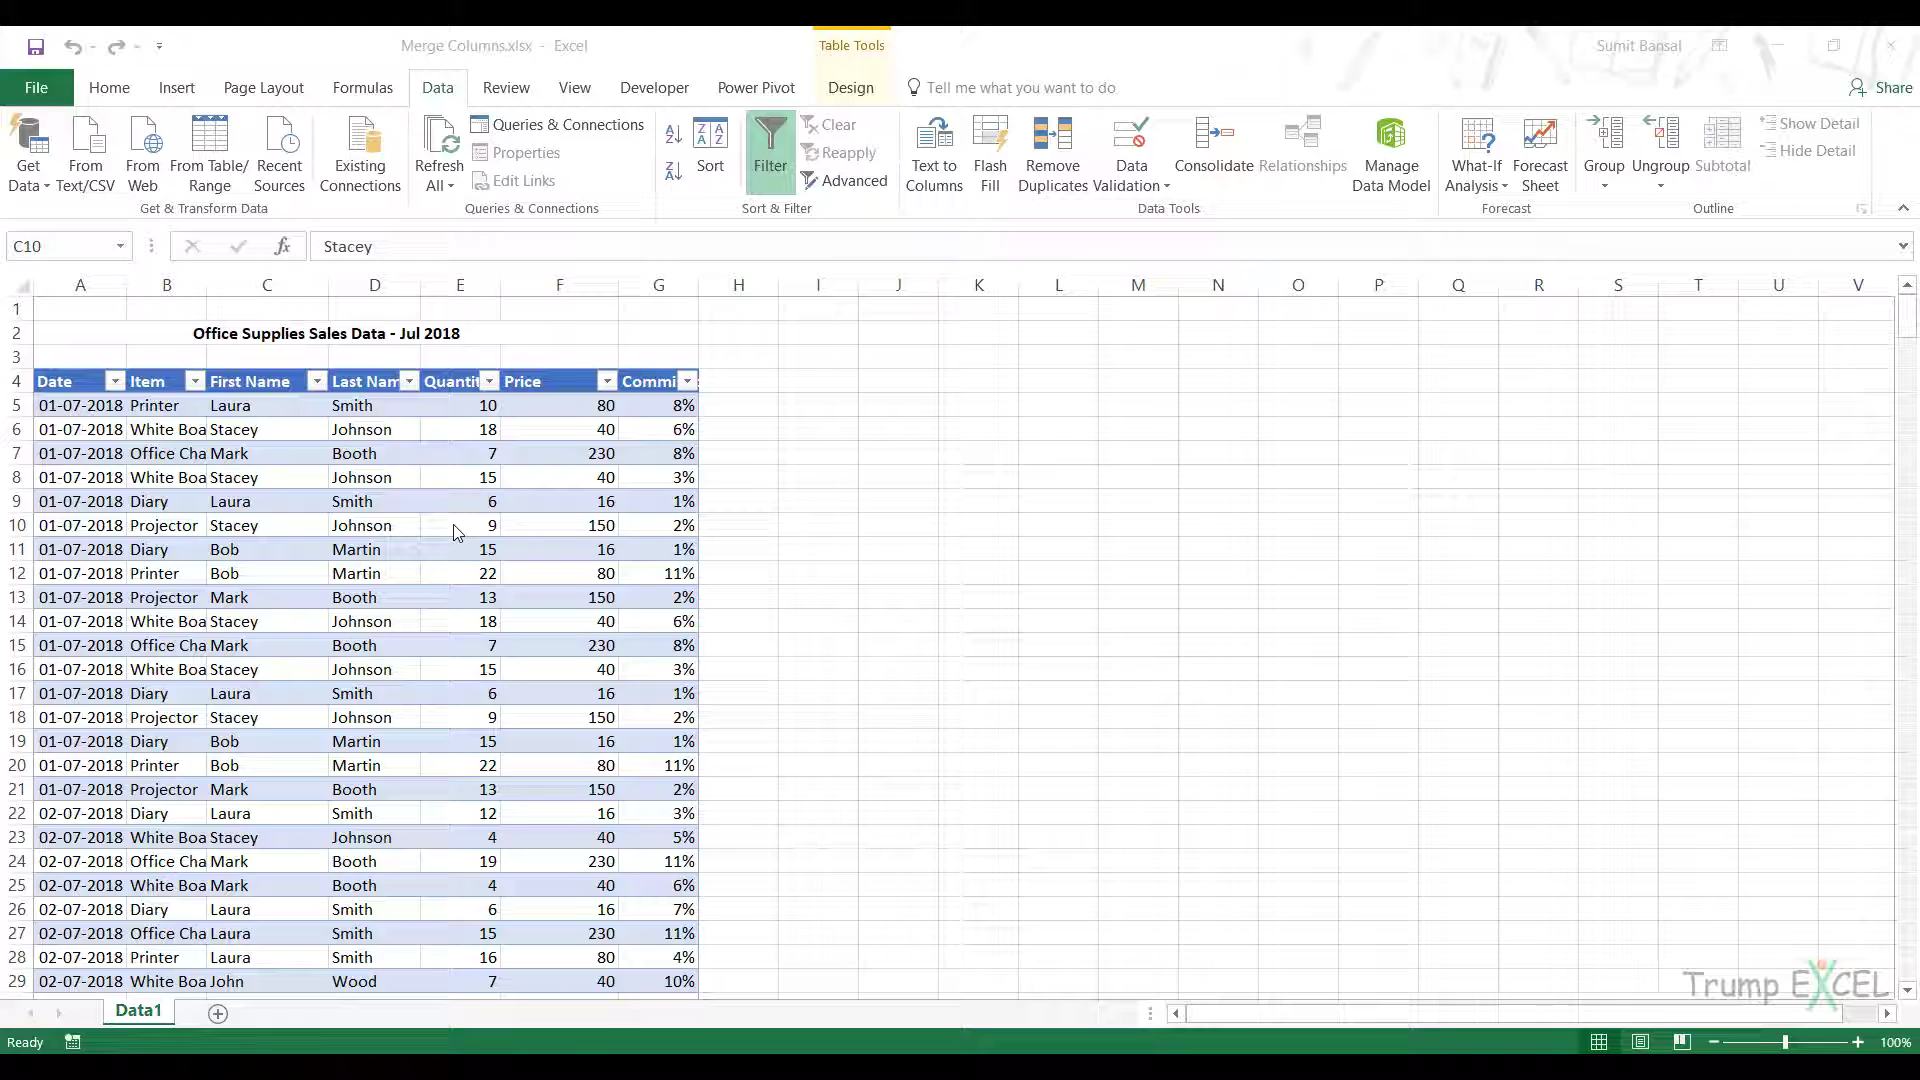 Merge Columns.xlsx - Excel
Table Tools
Sumit Bansal
File Home Insert Page Layout Formulas Data Review View Developer Power Pivot Design Tell me what you want to do Share
Get Data From Text/CSV From Web From Table/ Range Recent Sources Existing Connections
Get & Transform Data
Refresh All Queries & Connections Properties Edit Links
Queries & Connections
Sort Filter Clear Reapply Advanced
Sort & Filter
Text to Columns Flash Fill Remove Duplicates Data Validation Consolidate Relationships Manage Data Model
Data Tools
What-If Analysis Forecast Sheet
Forecast
Group Ungroup Subtotal Show Detail Hide Detail
Outline
C10 fx Stacey
A B C D E F G H I J K L M N O P Q R S T U V
1
2 Office Supplies Sales Data - Jul 2018
3
4 Date Item First Name Last Nam Quantit Price Commi
5 01-07-2018 Printer Laura Smith 10 80 8%
6 01-07-2018 White Boa Stacey Johnson 18 40 6%
7 01-07-2018 Office Cha Mark Booth 7 230 8%
8 01-07-2018 White Boa Stacey Johnson 15 40 3%
9 01-07-2018 Diary Laura Smith 6 16 1%
10 01-07-2018 Projector Stacey Johnson 9 150 2%
11 01-07-2018 Diary Bob Martin 15 16 1%
12 01-07-2018 Printer Bob Martin 22 80 11%
13 01-07-2018 Projector Mark Booth 13 150 2%
14 01-07-2018 White Boa Stacey Johnson 18 40 6%
15 01-07-2018 Office Cha Mark Booth 7 230 8%
16 01-07-2018 White Boa Stacey Johnson 15 40 3%
17 01-07-2018 Diary Laura Smith 6 16 1%
18 01-07-2018 Projector Stacey Johnson 9 150 2%
19 01-07-2018 Diary Bob Martin 15 16 1%
20 01-07-2018 Printer Bob Martin 22 80 11%
21 01-07-2018 Projector Mark Booth 13 150 2%
22 02-07-2018 Diary Laura Smith 12 16 3%
23 02-07-2018 White Boa Stacey Johnson 4 40 5%
24 02-07-2018 Office Cha Mark Booth 19 230 11%
25 02-07-2018 White Boa Mark Booth 4 40 6%
26 02-07-2018 Diary Laura Smith 6 16 7%
27 02-07-2018 Office Cha Laura Smith 15 230 11%
28 02-07-2018 Printer Laura Smith 16 80 4%
29 02-07-2018 White Boa John Wood 7 40 10%
Trump EXCEL
Data1
Ready 100%